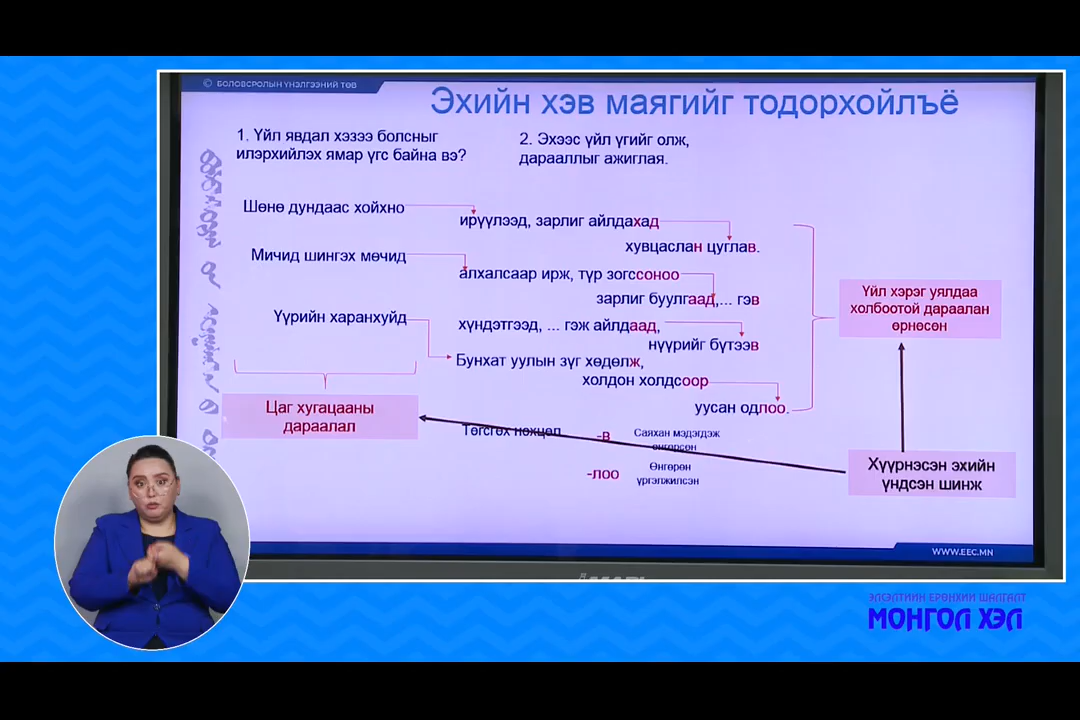 © БОЛОВСРОЛЫН ҮНЭЛГЭЭНИЙ ТӨВ
Эхийн хэв маягийг тодорхойлъё
1. Үйл явдал хэзээ болсныг
илэрхийлэх ямар үгс байна вэ?
2. Эхээс үйл үгийг олж,
дарааллыг ажиглая.
Шөнө дундаас хойхно
ирүүлээд, зарлиг айлдахад
хувцаслан цуглав.
Мичид шингэх мөчид
алхалсаар ирж, түр зогссоноо
зарлиг буулгаад,... гэв
Үүрийн харанхуйд
хүндэтгээд, ... гэж айлдаад,
нүүрийг бүтээв
Бунхат уулын зүг хөдөлж,
холдон холдсоор
уусан одлоо.
Үйл хэрэг уялдаа
холбоотой дараалан
өрнөсөн
Цаг хугацааны
дараалал
Төгсгөх нөхцөл
-в
Саяхан мэдэгдэж
өнгөрсөн
-лоо
Өнгөрөн
үргэлжилсэн
Хүүрнэсэн эхийн
үндсэн шинж
WWW.EEC.MN
ЭЛСЭЛТИЙН ЕРӨНХИЙ ШАЛГАЛТ
МОНГОЛ ХЭЛ